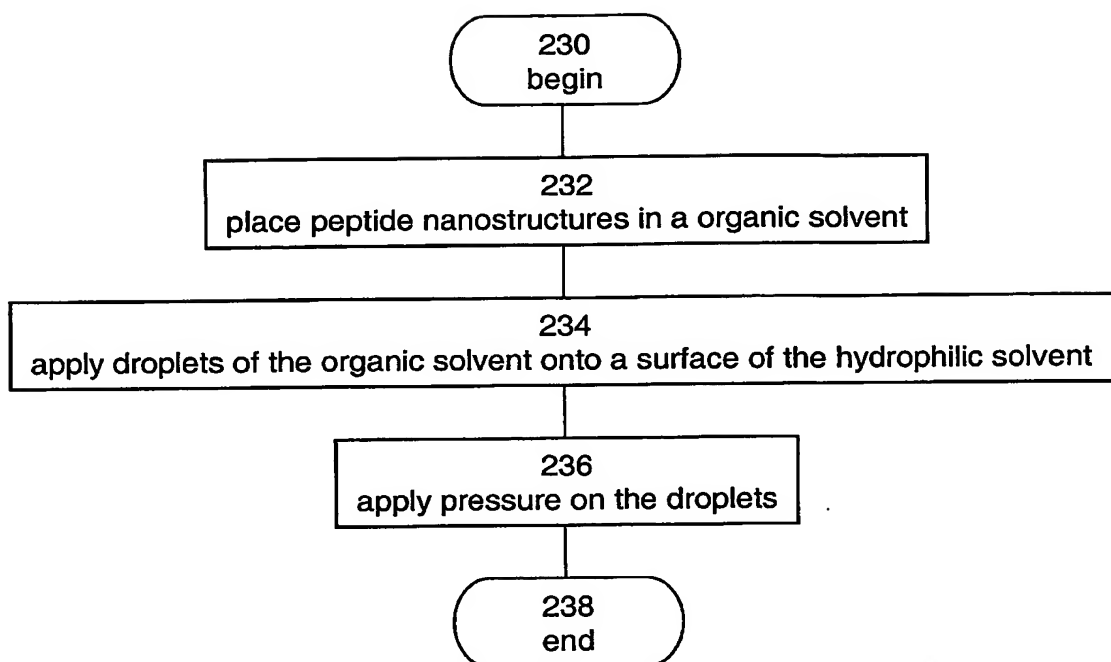 230
begin
232
place peptide nanostructures in a organic solvent
234
apply droplets of the organic solvent onto a surface of the hydrophilic solvent
236
apply pressure on the droplets
238
end